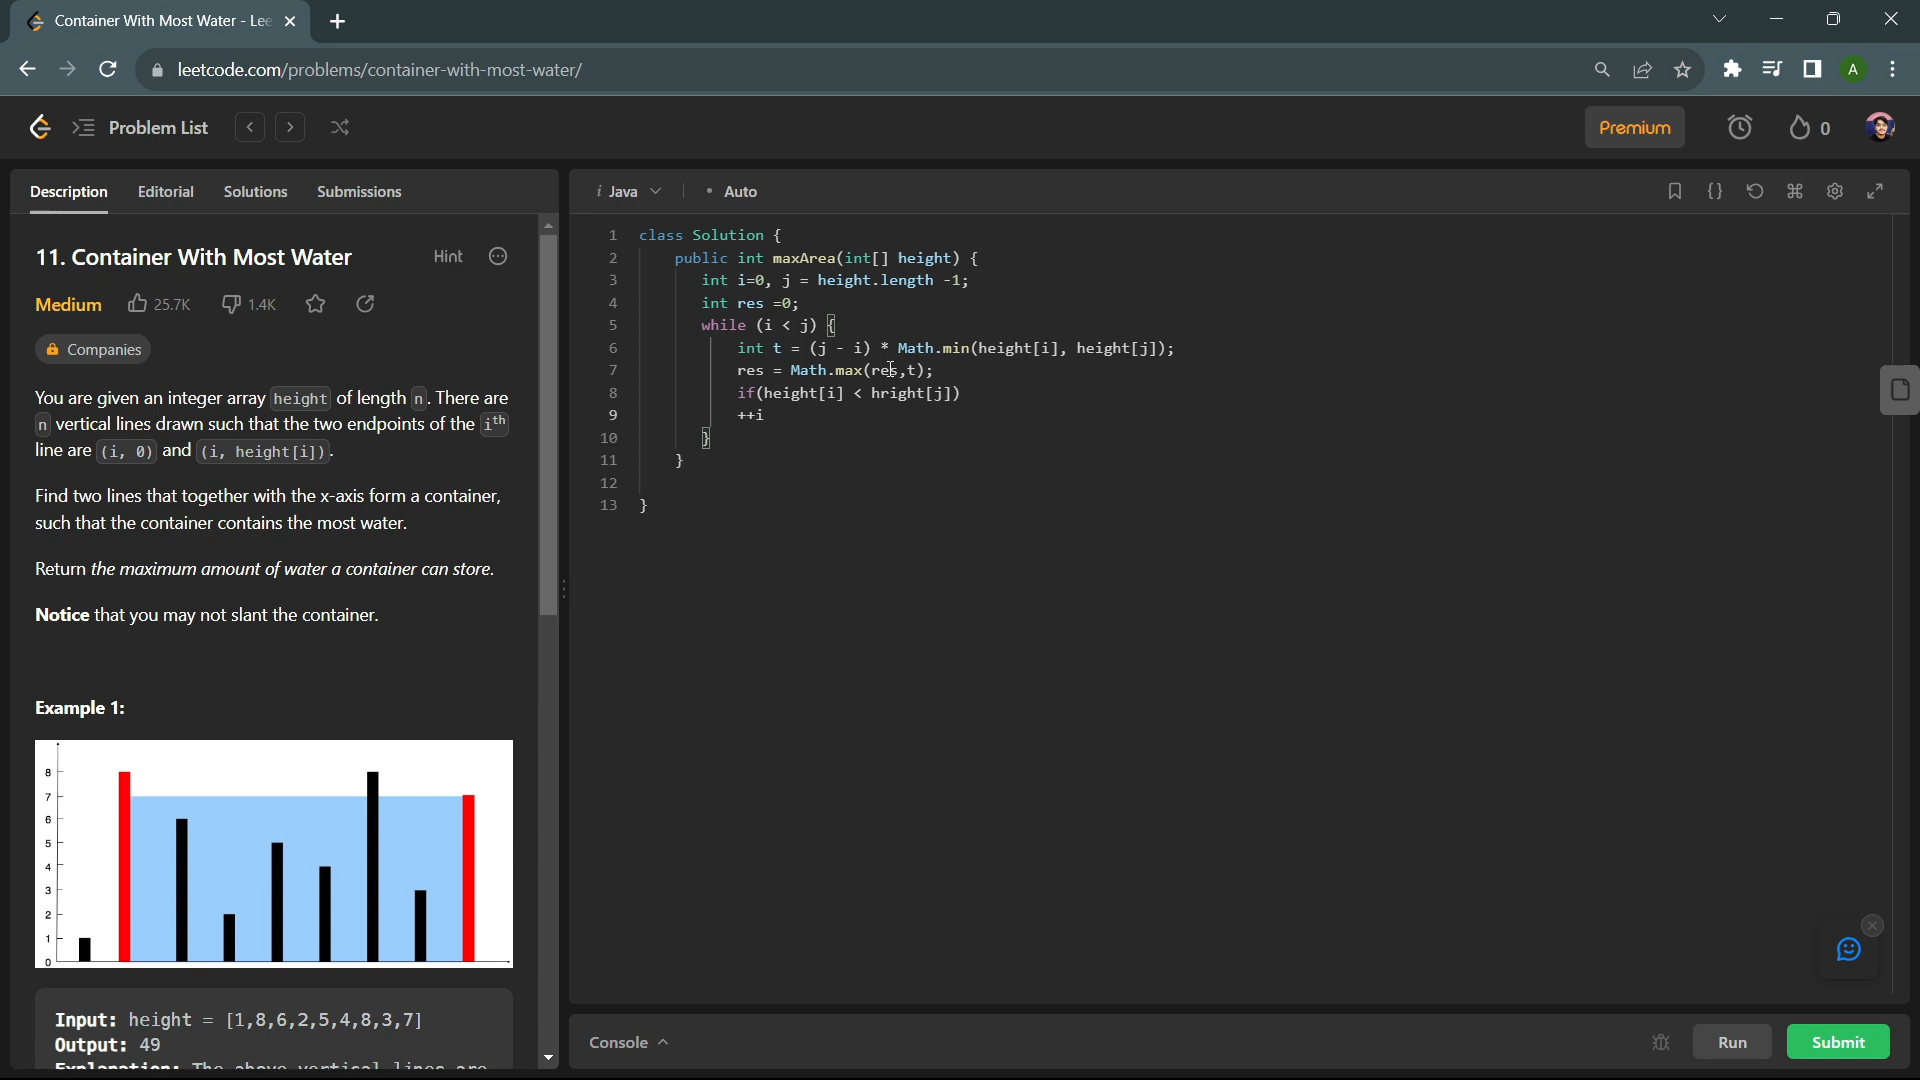 Container With Most Water - Lee
leetcode.com/problems/container-with-most-water/
A
Problem List
Premium
0
Description Editorial Solutions Submissions
i Java • Auto
11. Container With Most Water
Hint
Medium 25.7K 1.4K
Companies
You are given an integer array height of length n. There are
n vertical lines drawn such that the two endpoints of the ith
line are (i, 0) and (i, height[i]).
Find two lines that together with the x-axis form a container,
such that the container contains the most water.
Return the maximum amount of water a container can store.
Notice that you may not slant the container.
Example 1:
8
7
6
5
4
3
2
1
0
Input: height = [1,8,6,2,5,4,8,3,7]
Output: 49
Explanation: The above vertical lines are
1 class Solution {
2 public int maxArea(int[] height) {
3 int i=0, j = height.length -1;
4 int res =0;
5 while (i < j) {
6 int t = (j - i) * Math.min(height[i], height[j]);
7 res = Math.max(res,t);
8 if(height[i] < hright[j])
9 ++i
10 }
11 }
12
13 }
Console
Run
Submit